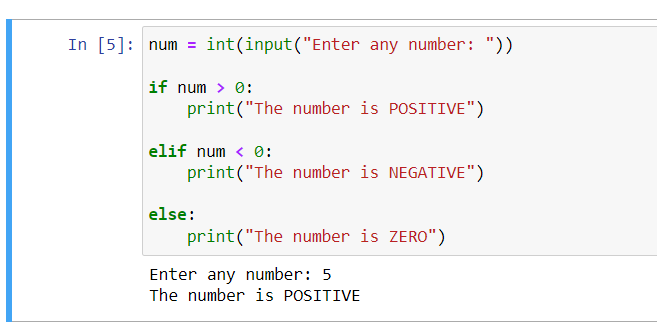 In [5]: num = int(input("Enter any number: "))
if num > 0:
    print("The number is POSITIVE")
elif num < 0:
    print("The number is NEGATIVE")
else:
    print("The number is ZERO")
Enter any number: 5
The number is POSITIVE